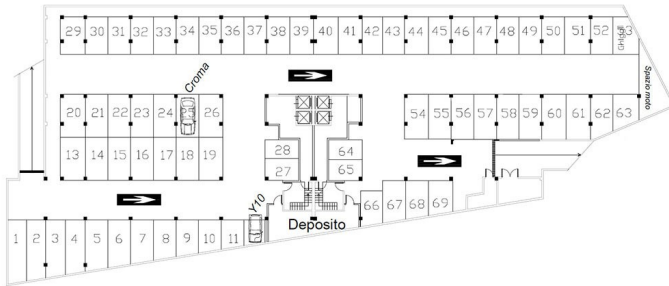 29 30 31 32 33 34 35 36 37 38 39 40 41 42 43 44 45 46 47 48 49 50 51 52 53
Spazio moto
Croma
20 21 22 23 24 26
54 55 56 57 58 59 60 61 62 63
13 14 15 16 17 18 19
28 64
27 65
Y10
66 67 68 69
Deposito
1 2 3 4 5 6 7 8 9 10 11